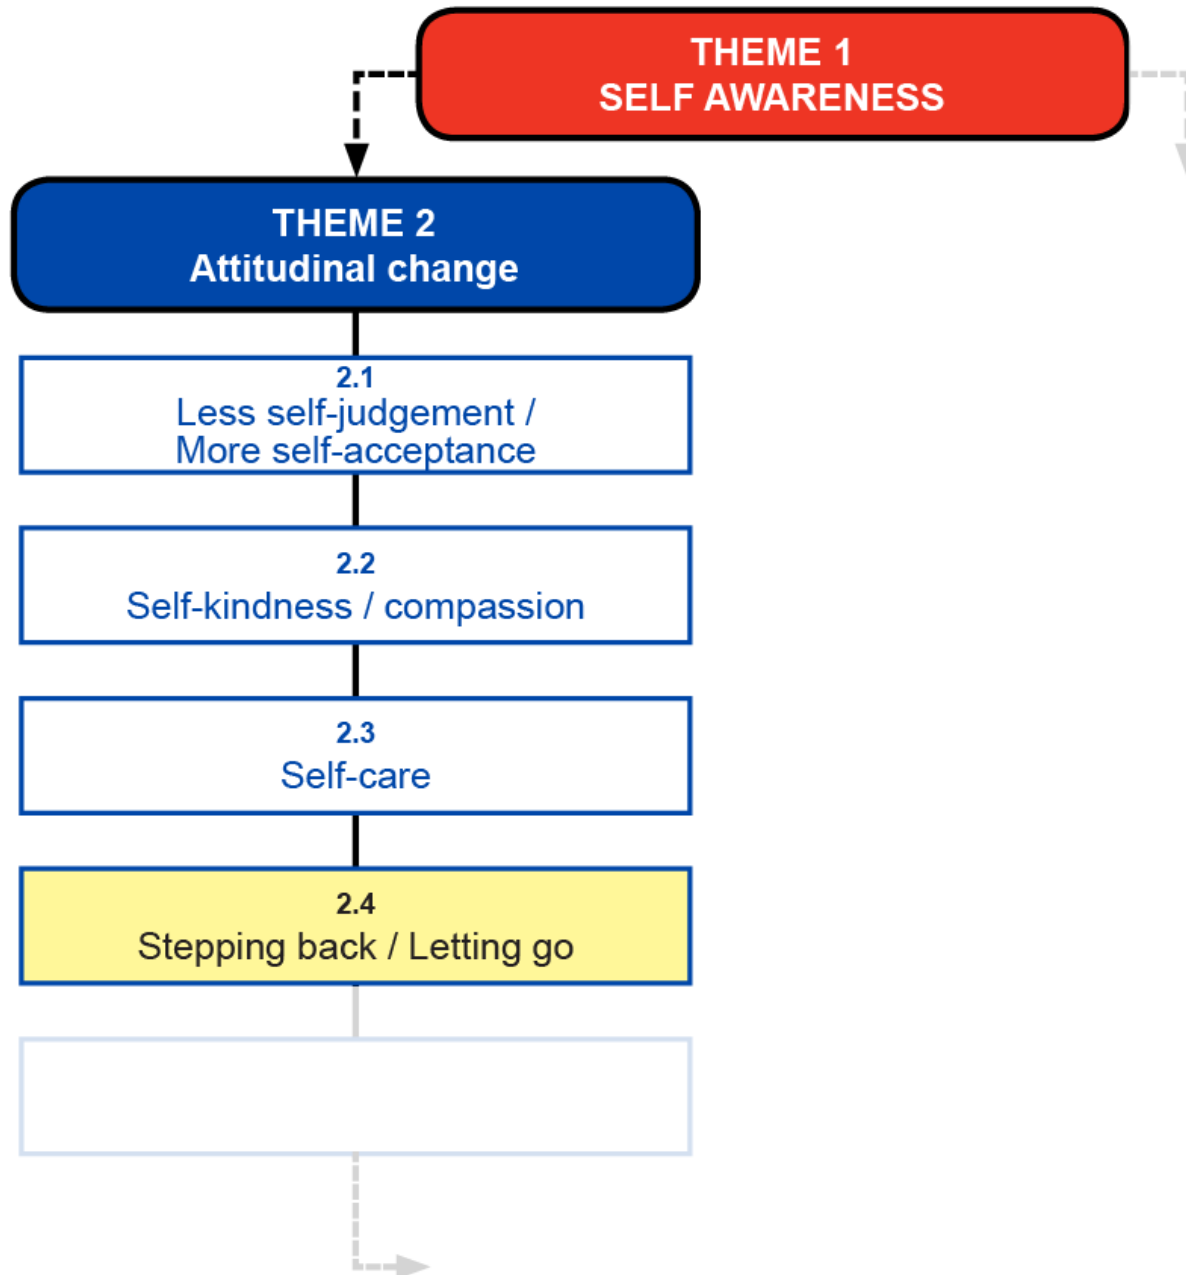 THEME 1
SELF AWARENESS
THEME 2
Attitudinal change
2.1
Less self-judgement /
More self-acceptance
2.2
Self-kindness / compassion
2.3
Self-care
2.4
Stepping back / Letting go